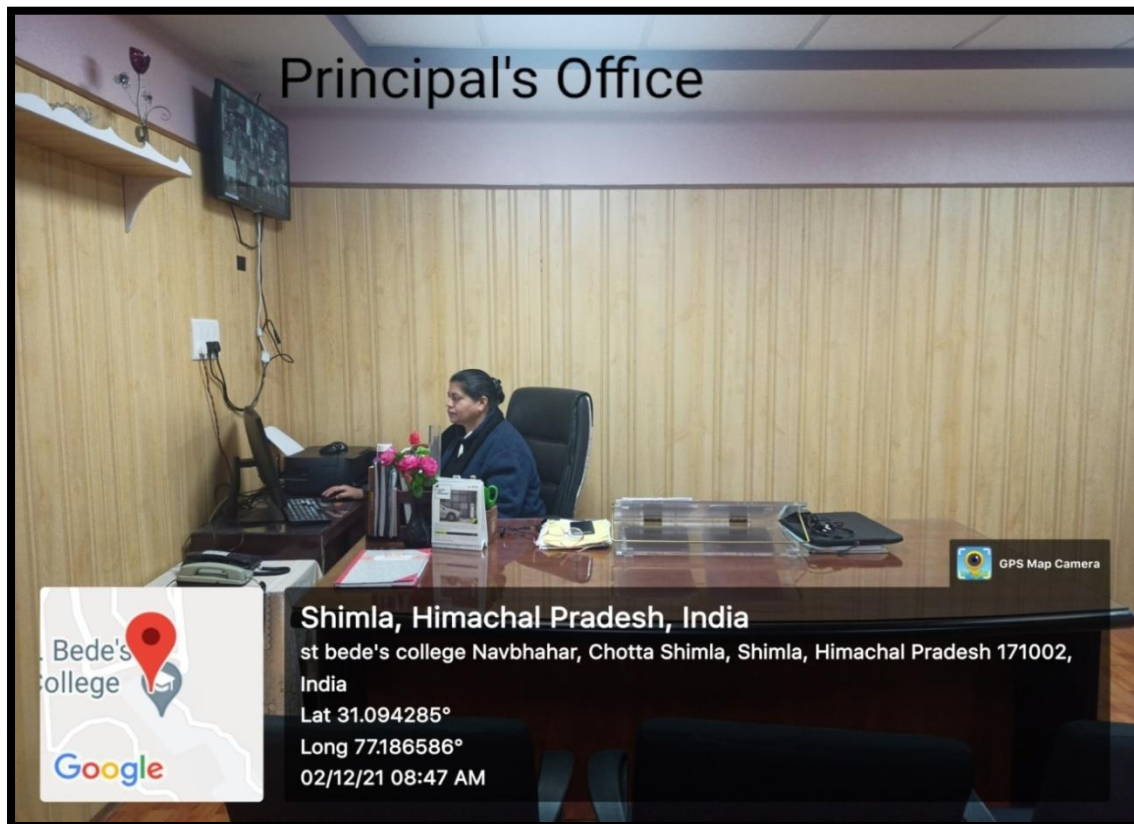 Principal's Office
GPS Map Camera
Shimla, Himachal Pradesh, India
st bede's college Navbhahar, Chotta Shimla, Shimla, Himachal Pradesh 171002,
India
Lat 31.094285°
Long 77.186586°
02/12/21 08:47 AM
. Bede's
ollege
Google